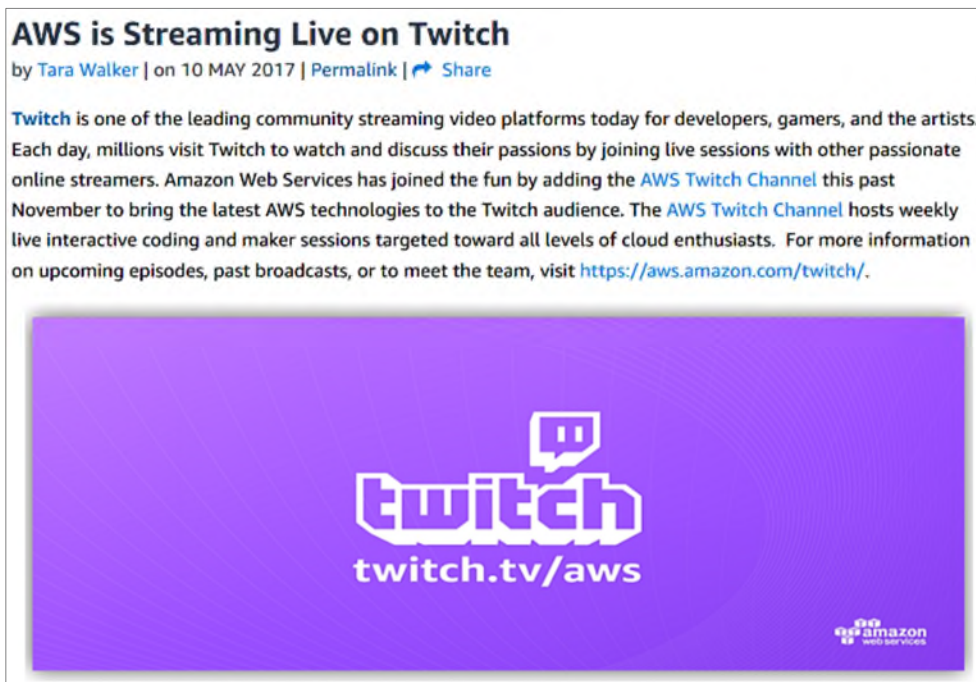 AWS is Streaming Live on Twitch
by Tara Walker | on 10 MAY 2017 | Permalink | Share
Twitch is one of the leading community streaming video platforms today for developers, gamers, and the artists.
Each day, millions visit Twitch to watch and discuss their passions by joining live sessions with other passionate
online streamers. Amazon Web Services has joined the fun by adding the AWS Twitch Channel this past
November to bring the latest AWS technologies to the Twitch audience. The AWS Twitch Channel hosts weekly
live interactive coding and maker sessions targeted toward all levels of cloud enthusiasts. For more information
on upcoming episodes, past broadcasts, or to meet the team, visit https://aws.amazon.com/twitch/.
twitch
twitch.tv/aws
amazon
web services